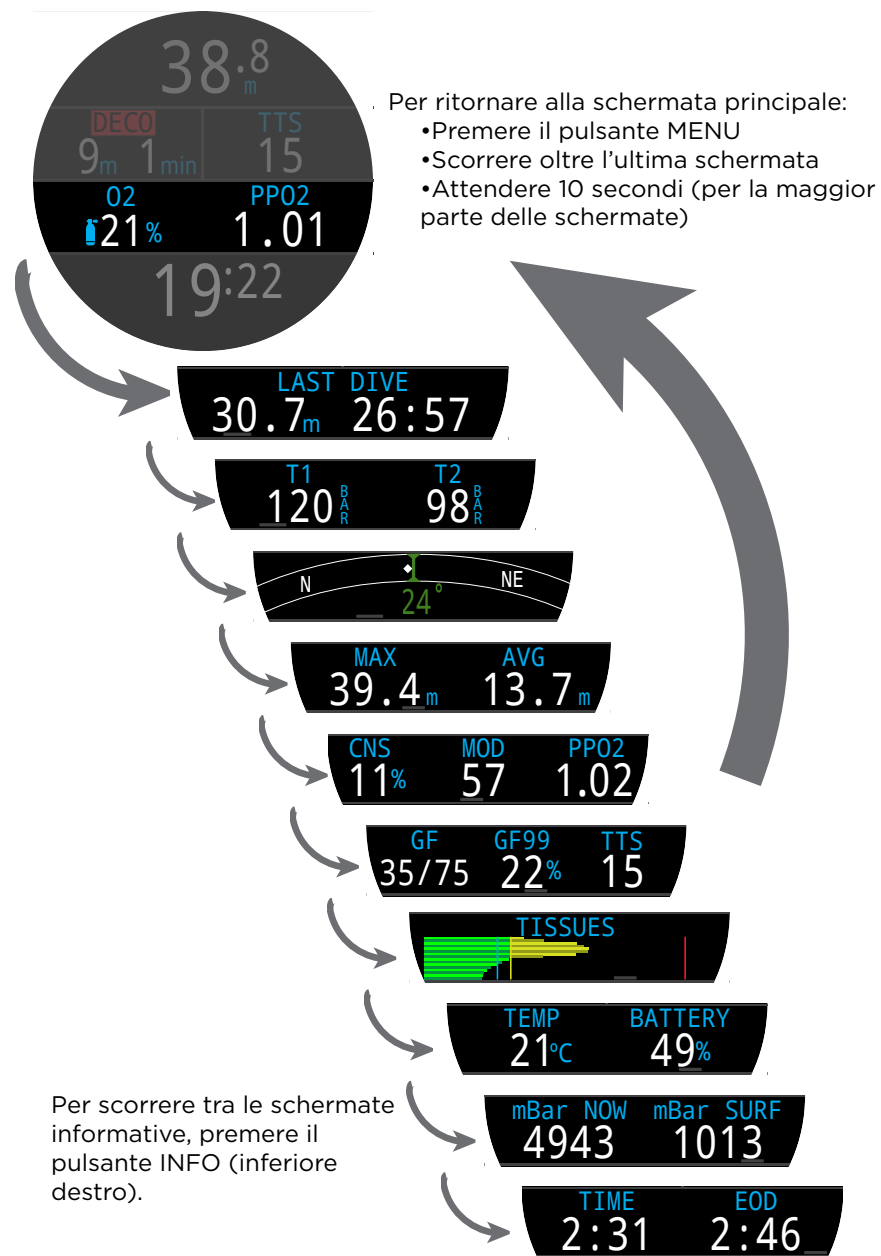 38.8
m
DECO TTS
9m 1min 15
O2 PPO2
21% 1.01
19:22
Per ritornare alla schermata principale:
•Premere il pulsante MENU
•Scorrere oltre l'ultima schermata
•Attendere 10 secondi (per la maggior
parte delle schermate)
LAST DIVE
30.7m 26:57
T1 T2
120 BAR 98 BAR
N NE
24°
MAX AVG
39.4m 13.7m
CNS MOD PPO2
11% 57 1.02
GF GF99 TTS
35/75 22% 15
TISSUES
TEMP BATTERY
21°C 49%
mBar NOW mBar SURF
4943 1013
TIME EOD
2:31 2:46
Per scorrere tra le schermate
informative, premere il
pulsante INFO (inferiore
destro).